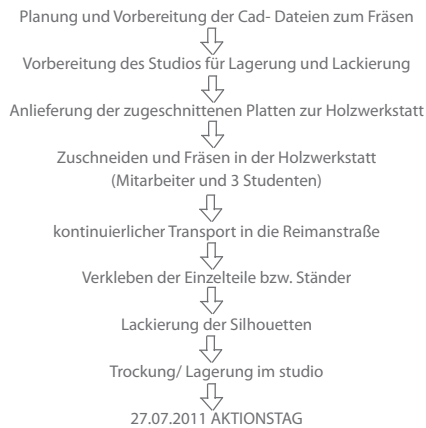 Planung und Vorbereitung der Cad- Dateien zum Fräsen
Vorbereitung des Studios für Lagerung und Lackierung
Anlieferung der zugeschnittenen Platten zur Holzwerkstatt
Zuschneiden und Fräsen in der Holzwerkstatt
(Mitarbeiter und 3 Studenten)
kontinuierlicher Transport in die Reimanstraße
Verkleben der Einzelteile bzw. Ständer
Lackierung der Silhouetten
Trockung/ Lagerung im studio
27.07.2011 AKTIONSTAG